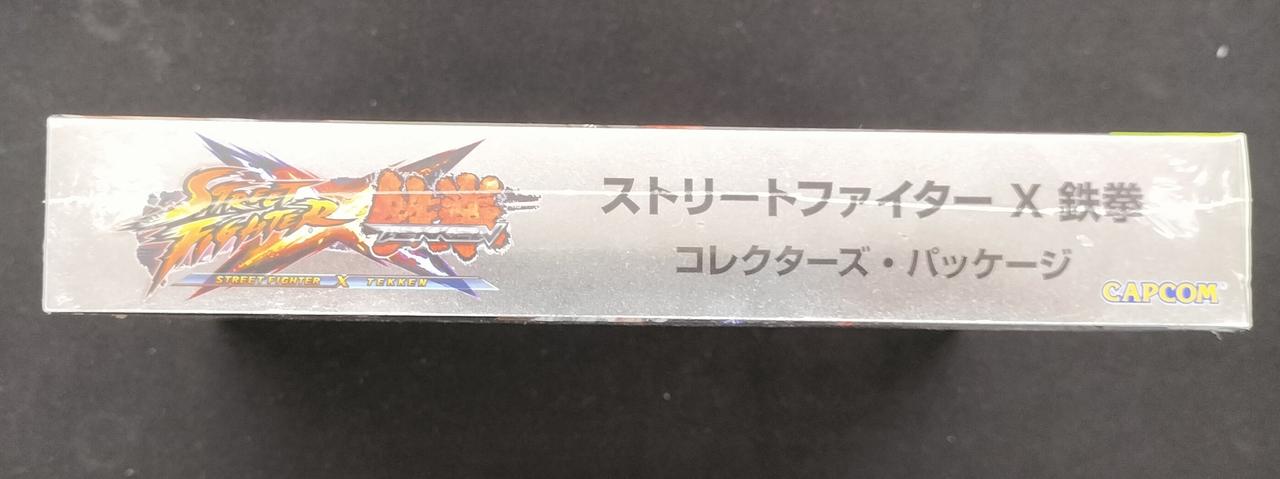 STREET
FIGHTER
鉄拳
TEKKEN
STREET FIGHTER X TEKKEN
ストリートファイター X 鉄拳
コレクターズ・パッケージ
CAPCOM